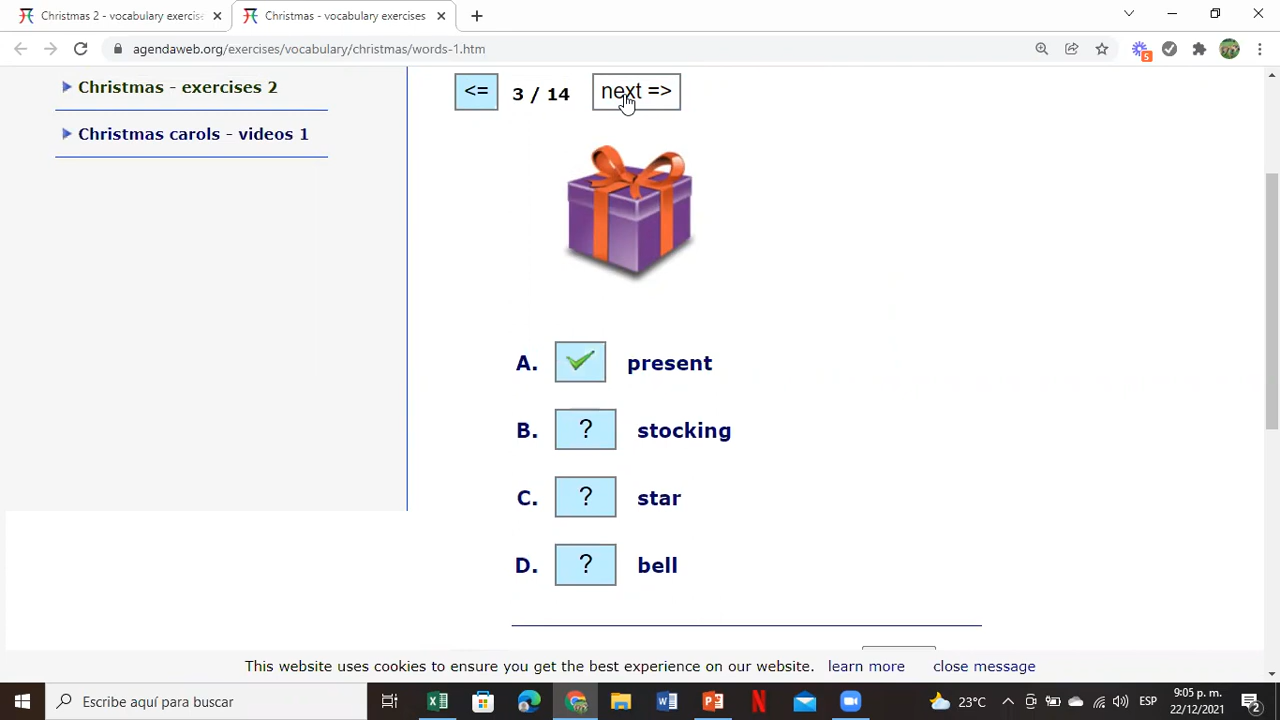 Christmas 2 - vocabulary exercise
Christmas - vocabulary exercises
agendaweb.org/exercises/vocabulary/christmas/words-1.htm
5
Christmas - exercises 2
Christmas carols - videos 1
<= 3 / 14 next =>
A. present
B. ? stocking
C. ? star
D. ? bell
This website uses cookies to ensure you get the best experience on our website. learn more close message
Escribe aquí para buscar
23°C
ESP
9:05 p. m.
22/12/2021
2